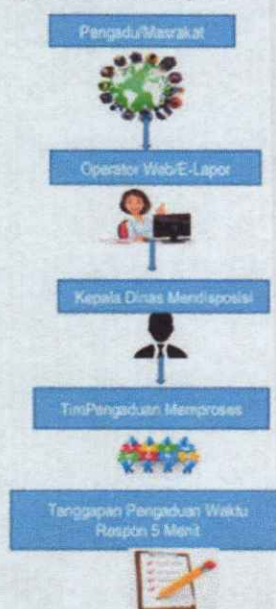 Pengadu/Masrakat
Operator Web/E-Lapor
Kepala Dinas Mendisposisi
TimPengaduan Memproses
Tanggapan Pengaduan Waktu
Respon 5 Menit